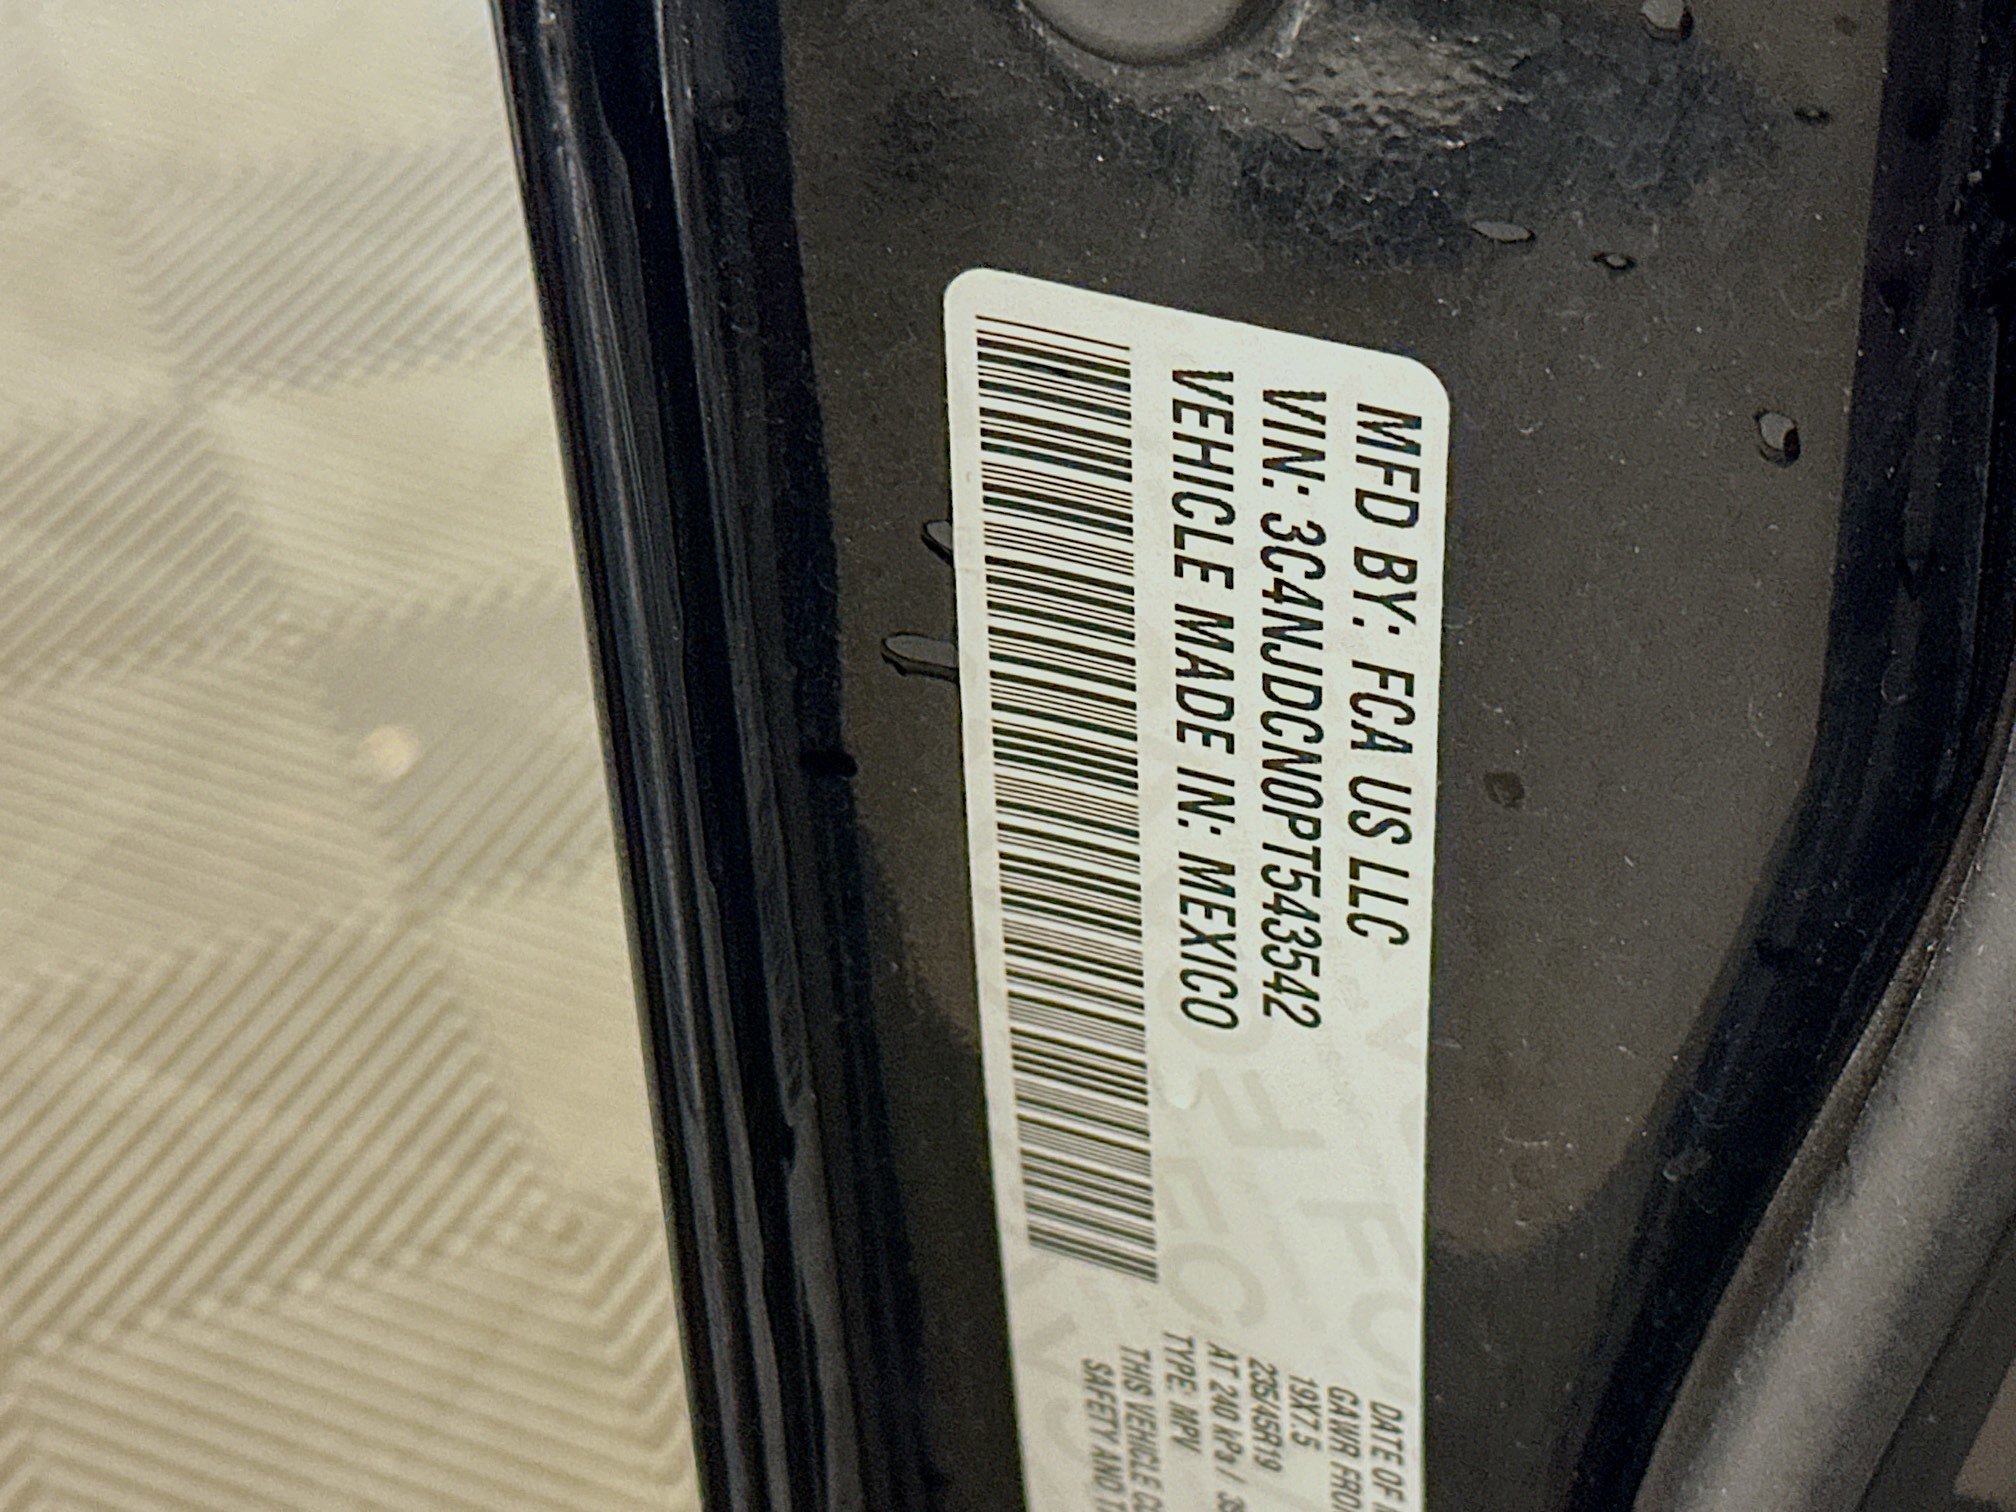 MFD BY: FCA US LLC
VIN: 3C4NJDCN0PT543542
VEHICLE MADE IN: MEXICO
DATE OF
GAWR
19X7.5
235/45R19
AT 240 kPa /
TYPE: MPV
THIS VEHICLE
SAFETY AND